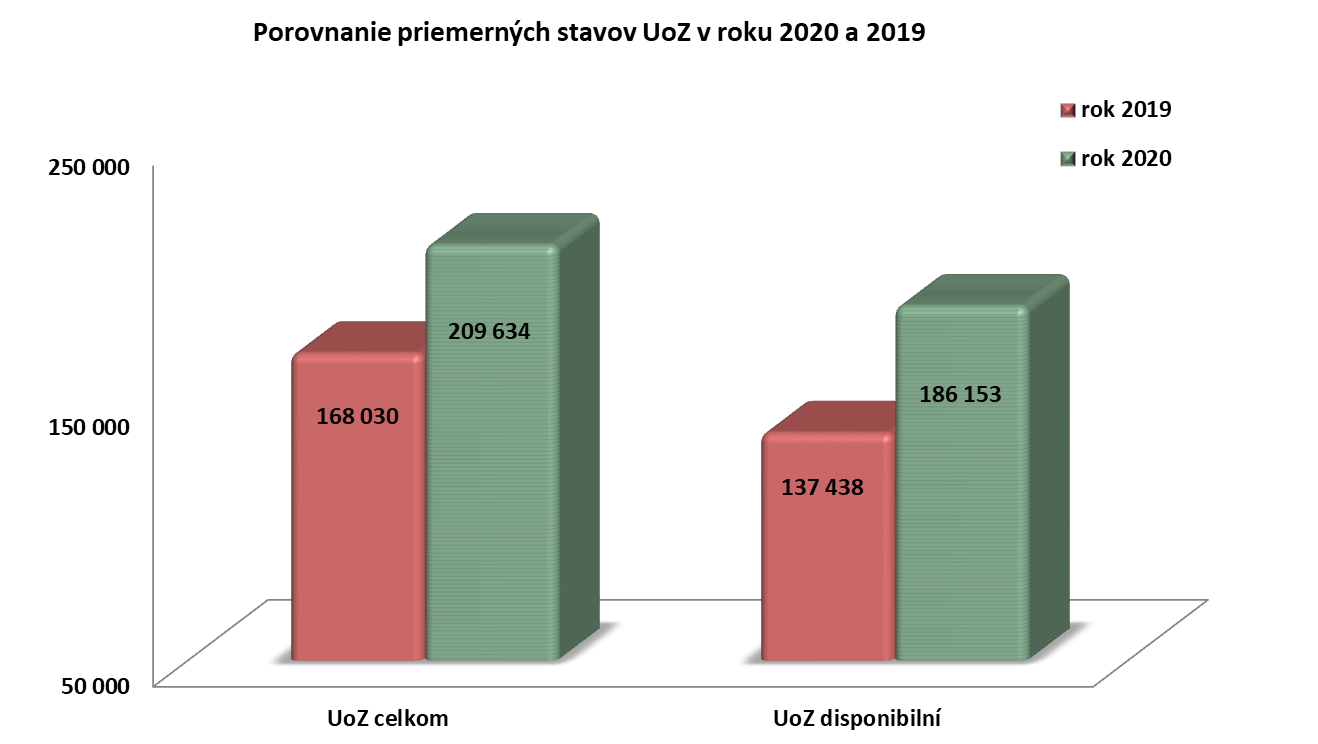 Porovnanie priemerných stavov UoZ v roku 2020 a 2019
rok 2019
rok 2020
250 000
150 000
50 000
168 030
209 634
137 438
186 153
UoZ celkom
UoZ disponibilní